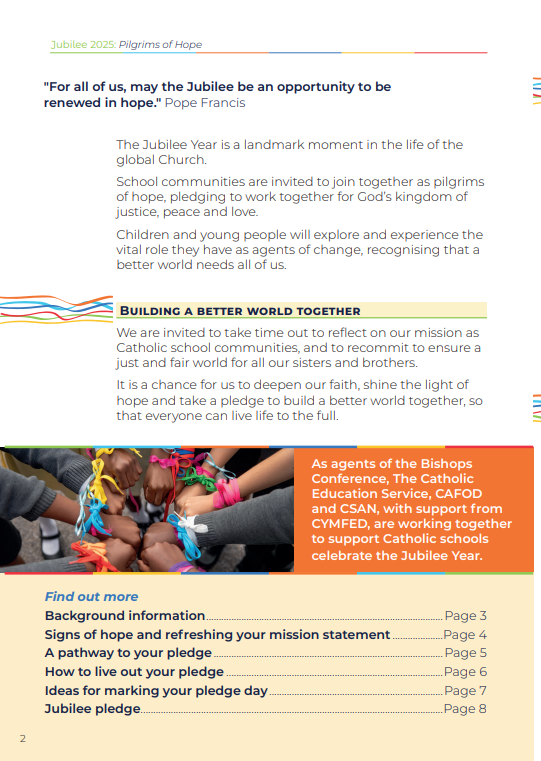 Jubilee 2025: Pilgrims of Hope
"For all of us, may the Jubilee be an opportunity to be
renewed in hope." Pope Francis
The Jubilee Year is a landmark moment in the life of the
global Church.
School communities are invited to join together as pilgrims
of hope, pledging to work together for God's kingdom of
justice, peace and love.
Children and young people will explore and experience the
vital role they have as agents of change, recognising that a
better world needs all of us.
Building a better world together
We are invited to take time out to reflect on our mission as
Catholic school communities, and to recommit to ensure a
just and fair world for all our sisters and brothers.
It is a chance for us to deepen our faith, shine the light of
hope and take a pledge to build a better world together, so
that everyone can live life to the full.
As agents of the Bishops
Conference, The Catholic
Education Service, CAFOD
and CSAN, with support from
CYMFED, are working together
to support Catholic schools
celebrate the Jubilee Year.
Find out more
Background information Page 3
Signs of hope and refreshing your mission statement Page 4
A pathway to your pledge Page 5
How to live out your pledge Page 6
Ideas for marking your pledge day Page 7
Jubilee pledge Page 8
2